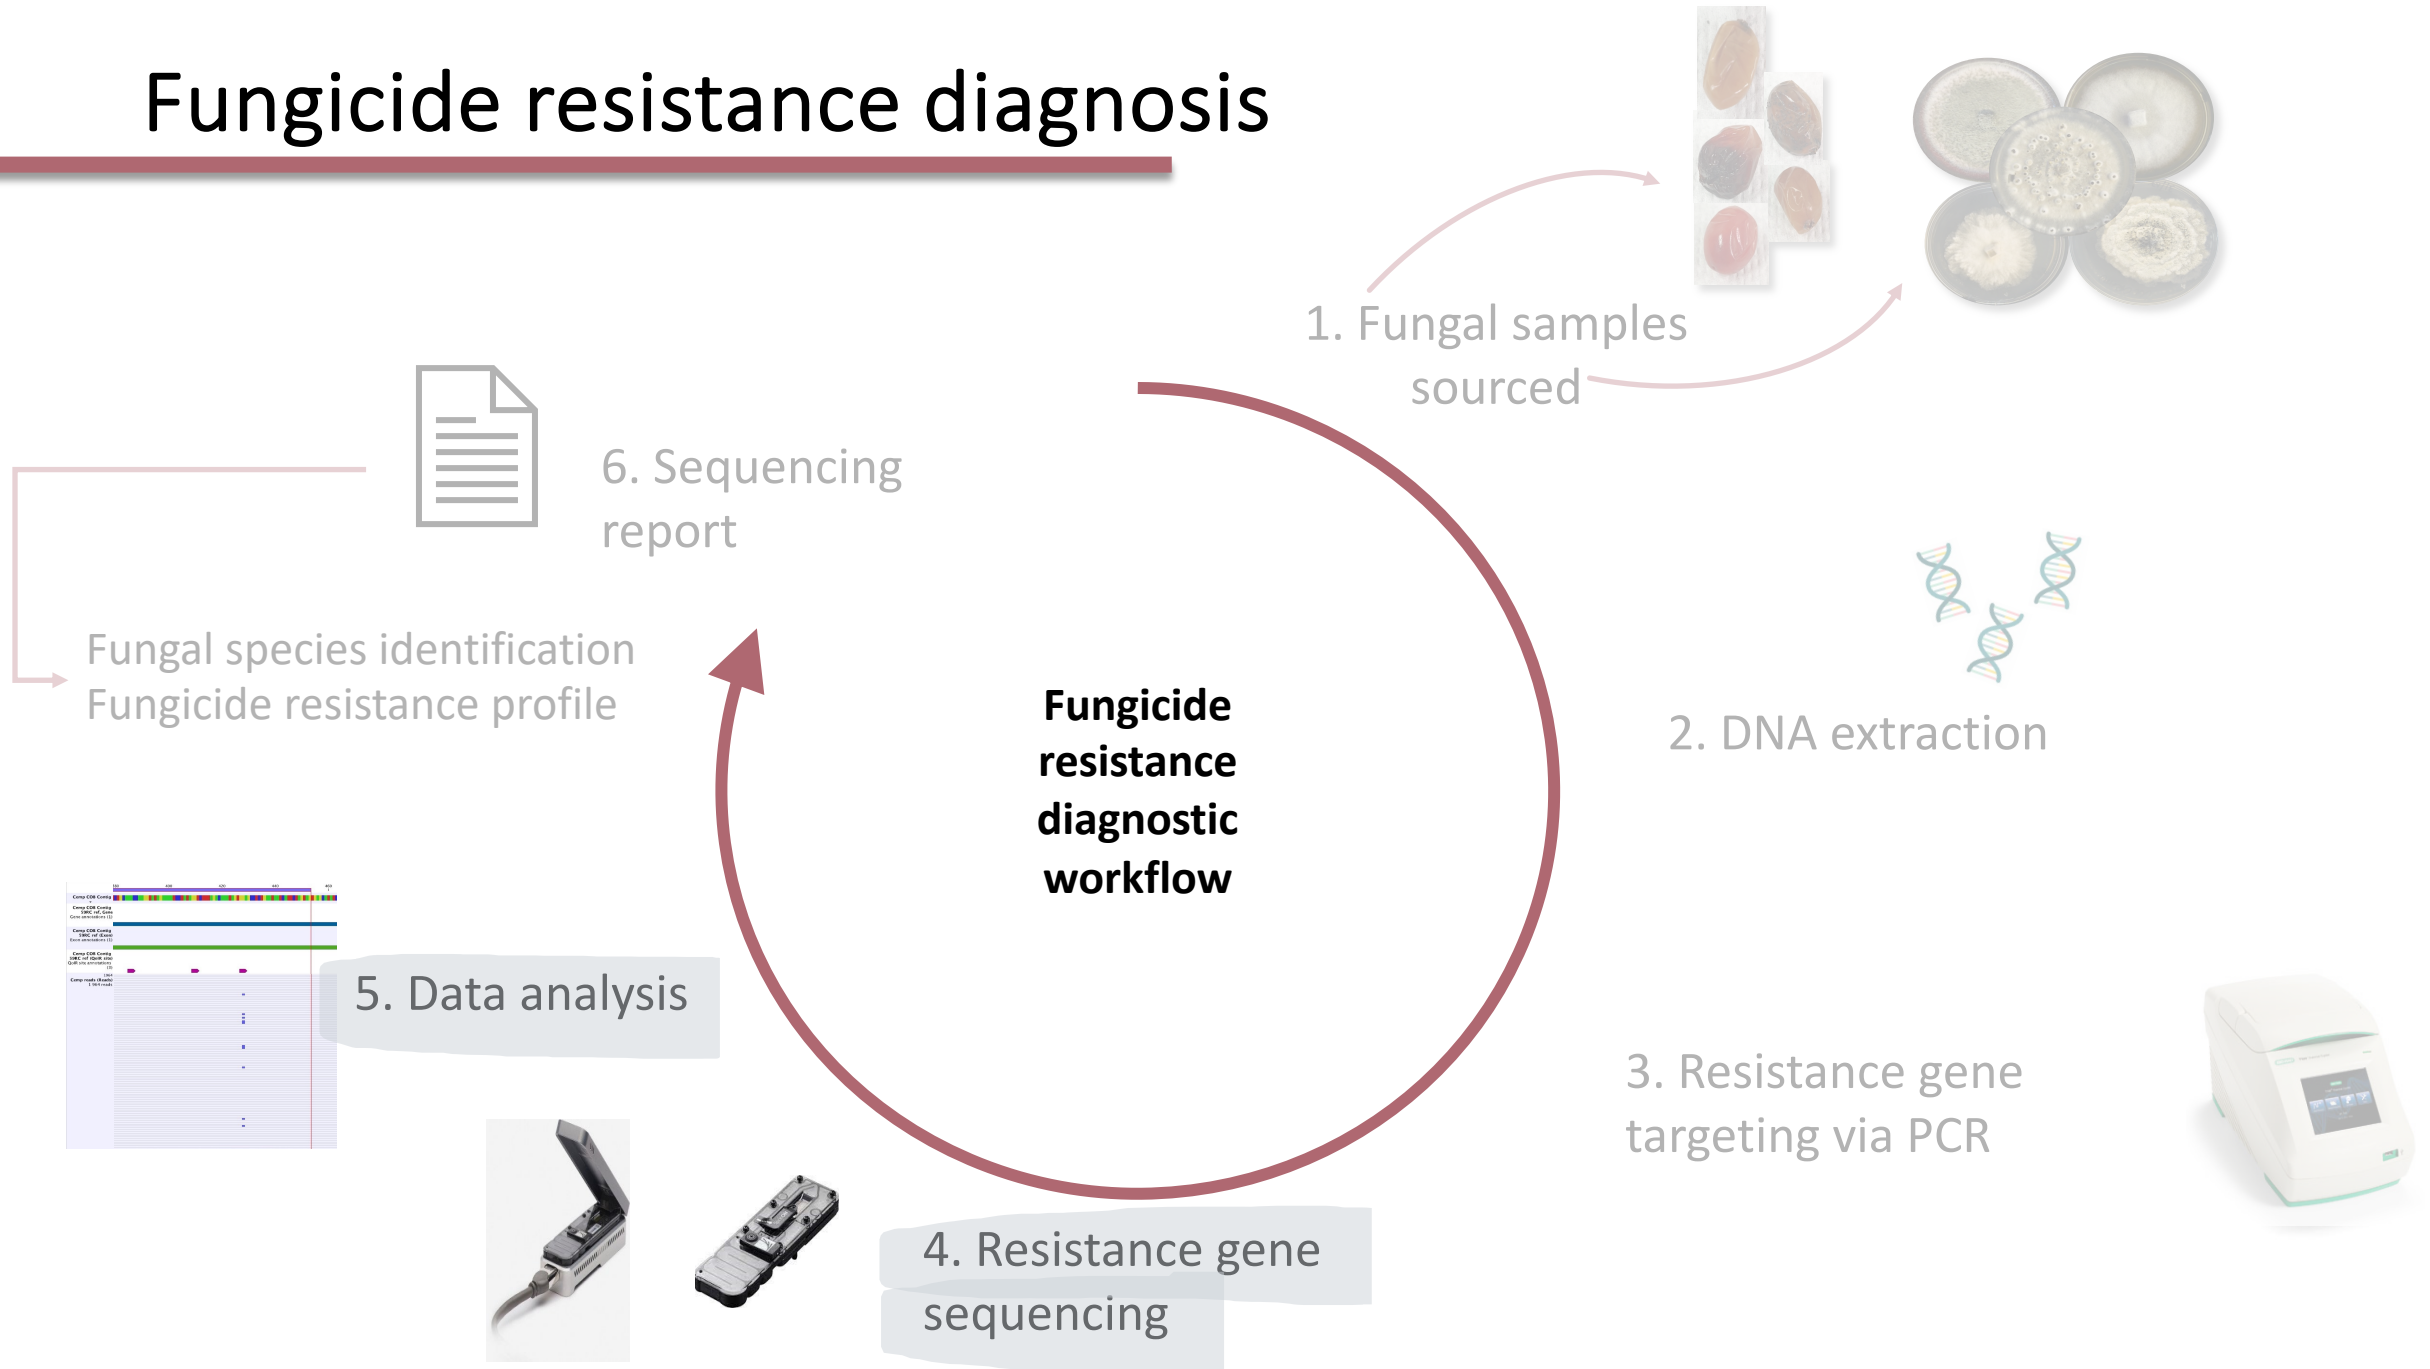 Fungicide resistance diagnosis
1. Fungal samples
sourced
2. DNA extraction
3. Resistance gene
targeting via PCR
4. Resistance gene
sequencing
5. Data analysis
6. Sequencing
report
Fungal species identification
Fungicide resistance profile
Fungicide
resistance
diagnostic
workflow